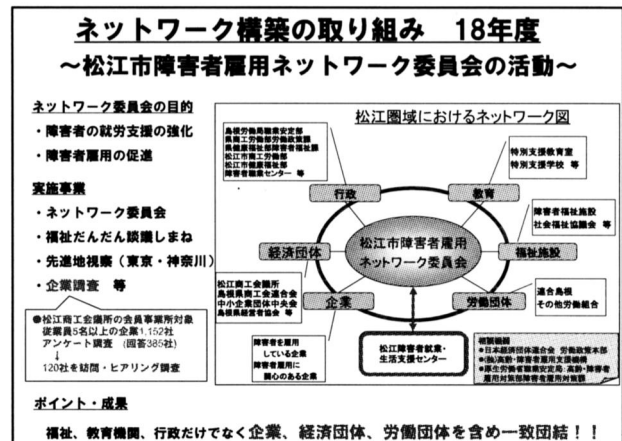 ネットワーク構築の取り組み 18年度
～松江市障害者雇用ネットワーク委員会の活動～
ネットワーク委員会の目的
・障害者の就労支援の強化
・障害者雇用の促進
実施事業
・ネットワーク委員会
・福祉だんだん談議しまね
・先進地視察(東京・神奈川)
・企業調査 等
●松江商工会議所の会員事業所対象
従業員5名以上の企業1,152社
アンケート調査 (回答385社)
↓
120社を訪問・ヒアリング調査
松江圏域におけるネットワーク図
島根労働局職業安定部
県商工労働部労働政策課
県健康福祉部障害者福祉課
松江市商工労働部
松江市健康福祉部
障害者職業センター 等
特別支援教育室
特別支援学校 等
行政
教育
障害者福祉施設
社会福祉協議会 等
経済団体
松江市障害者雇用
ネットワーク委員会
福祉施設
松江商工会議所
島根県商工会連合会
中小企業団体中央会
島根県経営者協会 等
企業
労働団体
連合島根
その他労働組合
障害者を雇用
している企業
障害者雇用に
関心のある企業
松江障害者就業・
生活支援センター
相談機関
●日本経済団体連合会 労働政策本部
●(独)高齢・障害者雇用支援機構
●厚生労働省職業安定局 高齢・障害者
雇用対策部障害者雇用対策課
ポイント・成果
福祉、教育機関、行政だけでなく企業、経済団体、労働団体を含め一致団結!!